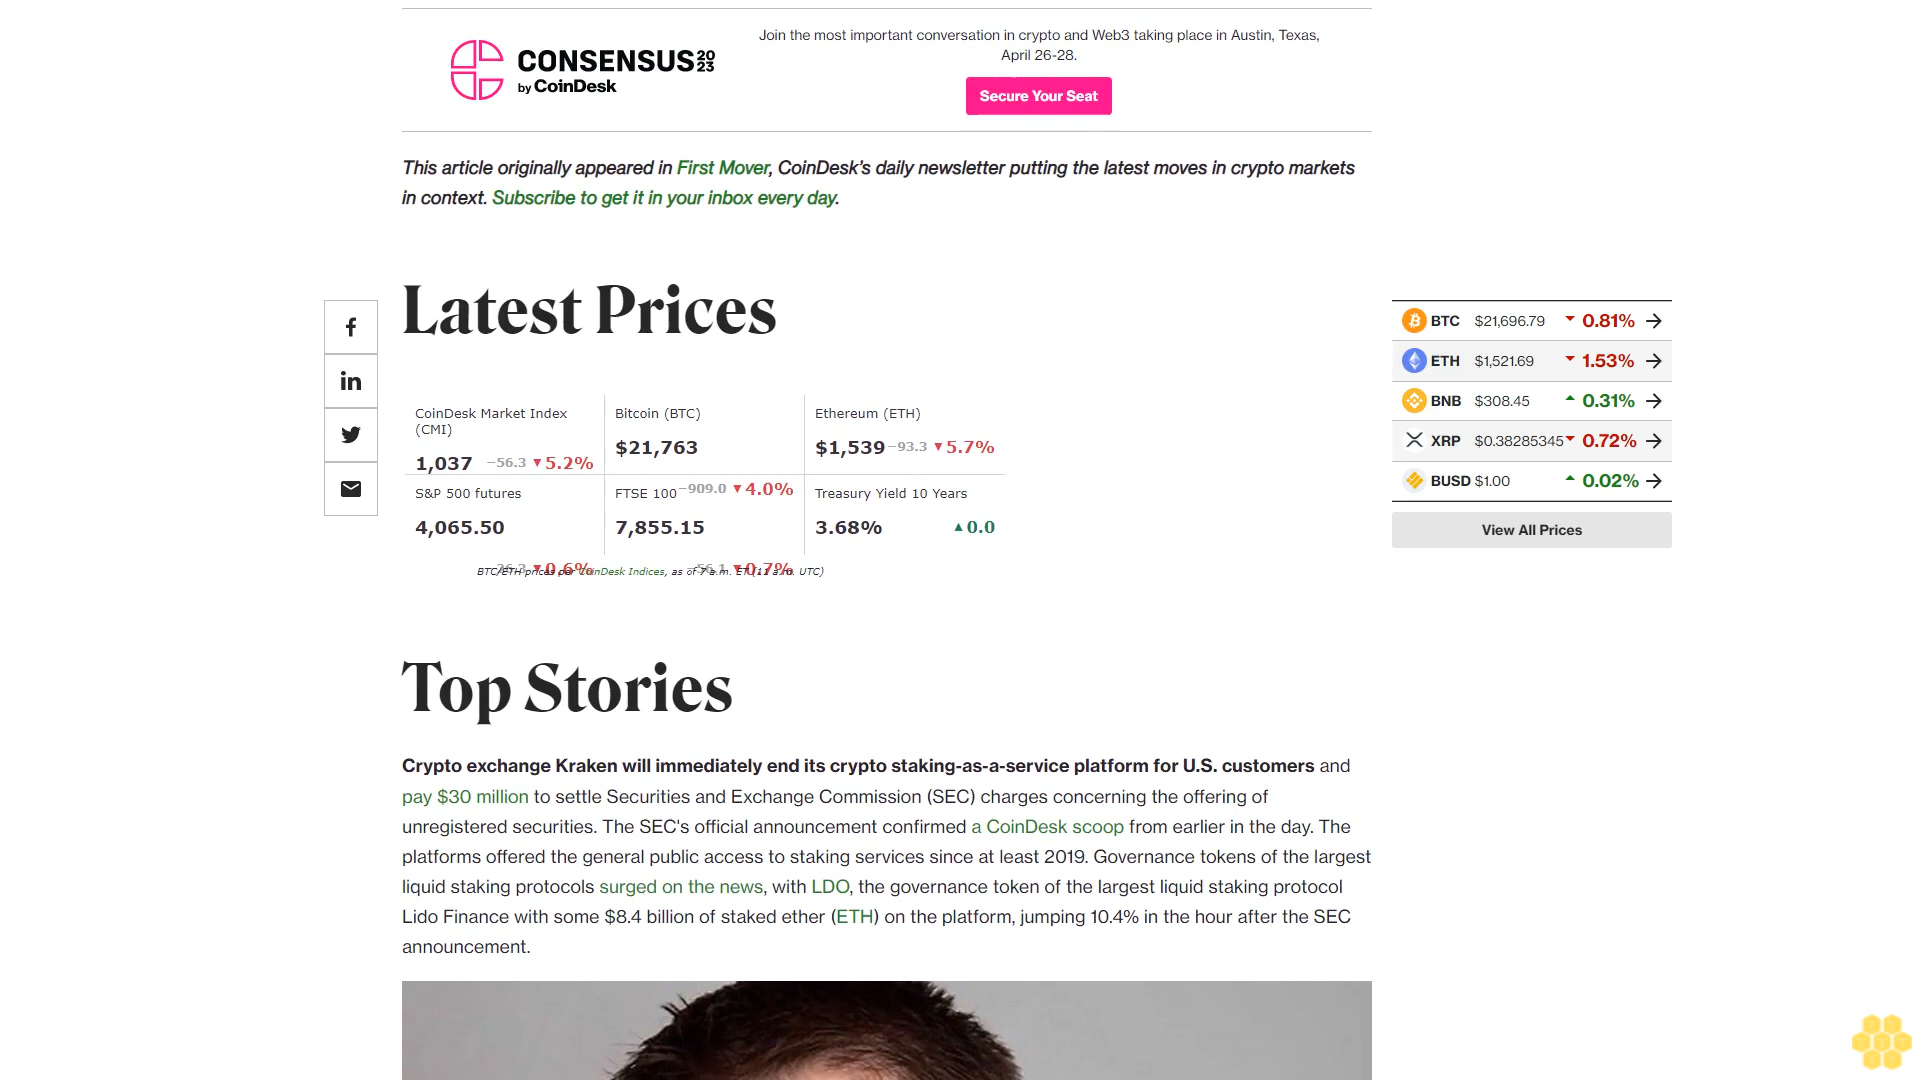 CONSENSUS 2023
by CoinDesk
Join the most important conversation in crypto and Web3 taking place in Austin, Texas,
April 26-28.
Secure Your Seat
This article originally appeared in First Mover, CoinDesk’s daily newsletter putting the latest moves in crypto markets
in context. Subscribe to get it in your inbox every day.
Latest Prices
CoinDesk Market Index
(CMI)
1,037 −56.3 ▼5.2%
Bitcoin (BTC)
$21,763
−909.0 ▼4.0%
Ethereum (ETH)
$1,539 −93.3 ▼5.7%
S&P 500 futures
4,065.50
−26.3 ▼0.6%
FTSE 100
7,855.15
−56.1 ▼0.7%
Treasury Yield 10 Years
3.68% ▲0.0
BTC/ETH prices per CoinDesk Indices, as of 7 a.m. ET (11 a.m. UTC)
BTC $21,696.79 0.81%
ETH $1,521.69 1.53%
BNB $308.45 0.31%
XRP $0.38285345 0.72%
BUSD $1.00 0.02%
View All Prices
Top Stories
Crypto exchange Kraken will immediately end its crypto staking-as-a-service platform for U.S. customers and
pay $30 million to settle Securities and Exchange Commission (SEC) charges concerning the offering of
unregistered securities. The SEC's official announcement confirmed a CoinDesk scoop from earlier in the day. The
platforms offered the general public access to staking services since at least 2019. Governance tokens of the largest
liquid staking protocols surged on the news, with LDO, the governance token of the largest liquid staking protocol
Lido Finance with some $8.4 billion of staked ether (ETH) on the platform, jumping 10.4% in the hour after the SEC
announcement.